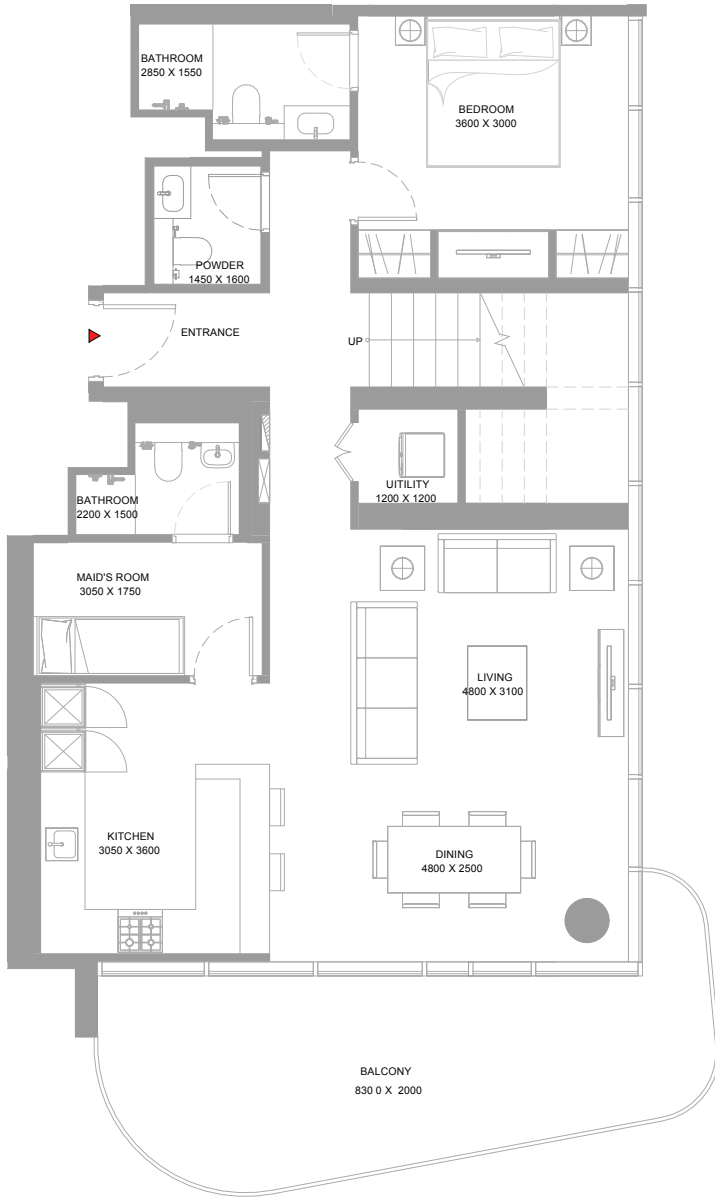 BATHROOM
2850 X 1550
BEDROOM
3600 X 3000
POWDER
1450 X 1600
ENTRANCE
UP
UITILITY
1200 X 1200
BATHROOM
2200 X 1500
MAID'S ROOM
3050 X 1750
LIVING
4800 X 3100
KITCHEN
3050 X 3600
DINING
4800 X 2500
BALCONY
830 0 X 2000